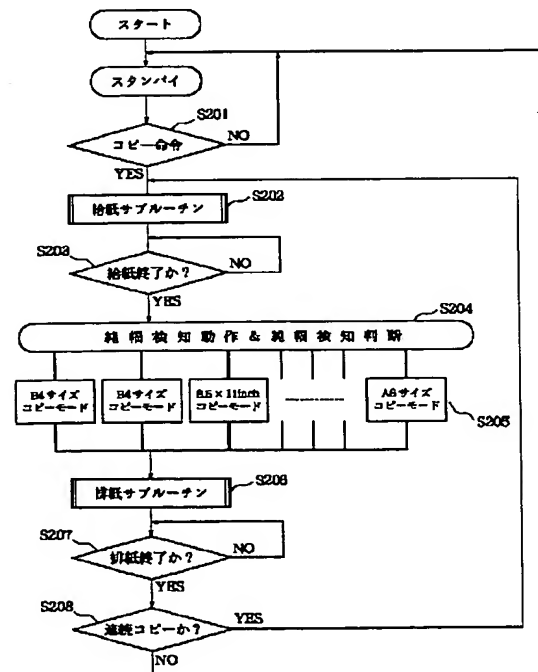 スタート
スタンバイ
S201
コピー命令
NO
YES
給紙サブルーチン
S202
S203
給紙終了か?
NO
YES
S204
紙幅検知動作&紙幅検知判断
B4サイズ
コピーモード
B4サイズ
コピーモード
8.5×11inch
コピーモード
サイズ
コピーモード
S205
排紙サブルーチン
S206
S207
排紙終了か?
NO
YES
S208
連続コピーか?
YES
NO